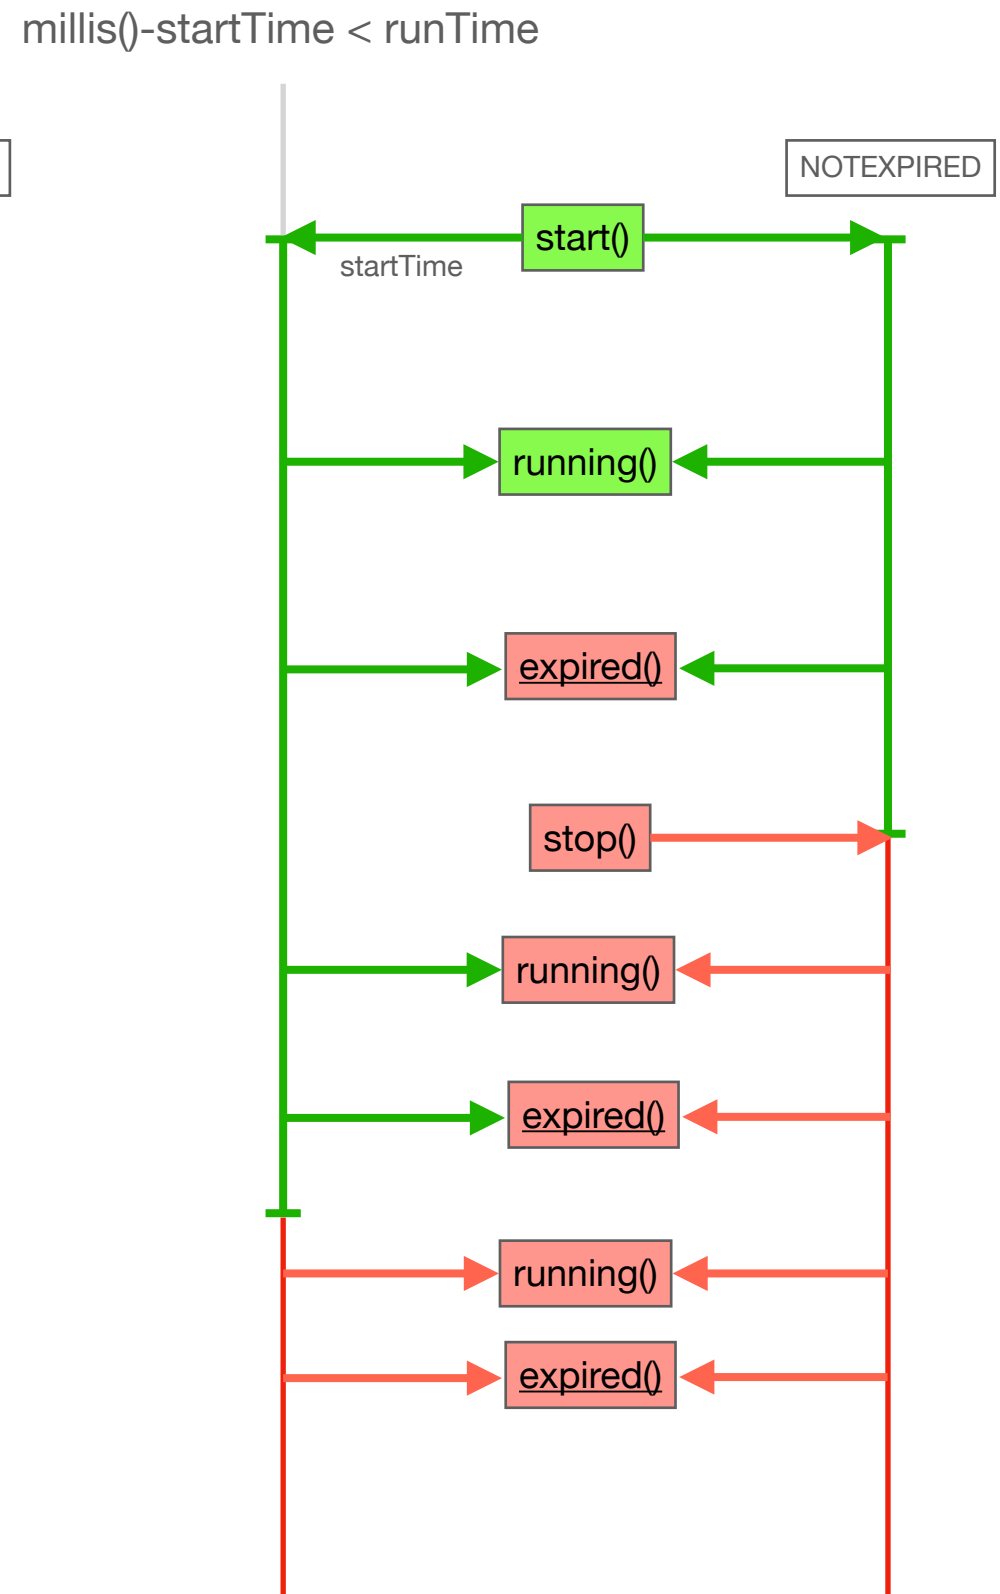 millis()-startTime < runTime
NOTEXPIRED
start()
startTime
running()
expired()
stop()
running()
expired()
running()
expired()